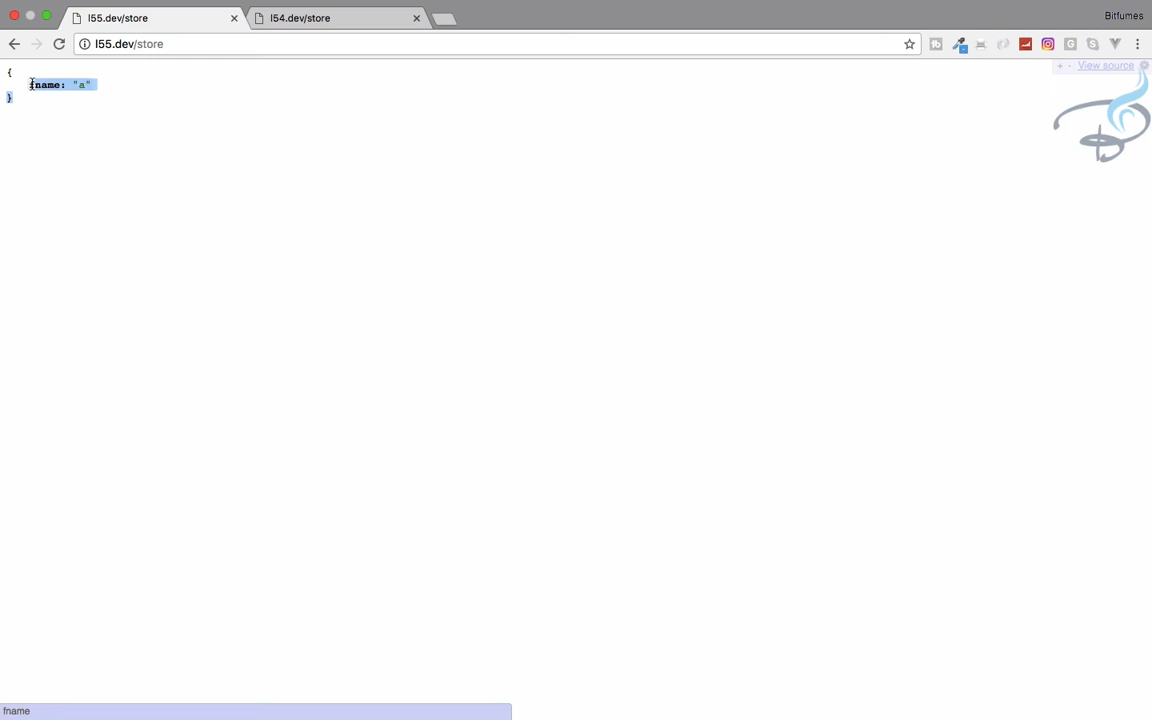 l55.dev/store
l54.dev/store
Bitfumes
l55.dev/store
{
+ - View source
fname: "a"
}
fname